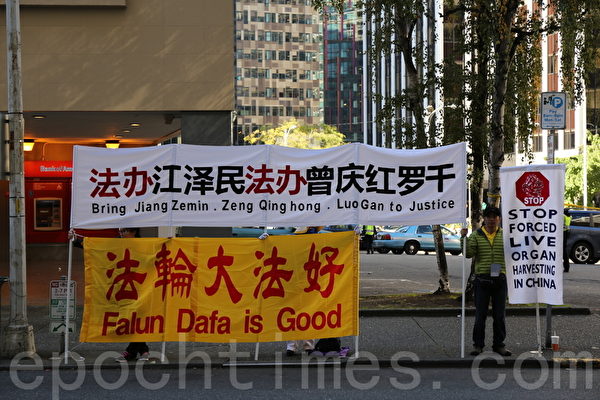 法办江泽民法办曾庆红罗干
Bring Jiang Zemin . Zeng Qinghong . LuoGan to Justice
法輪大法好
Falun Dafa is Good
STOP
STOP
FORCED
LIVE
ORGAN
HARVESTING
IN CHINA
P
Pay
epochtimes.com